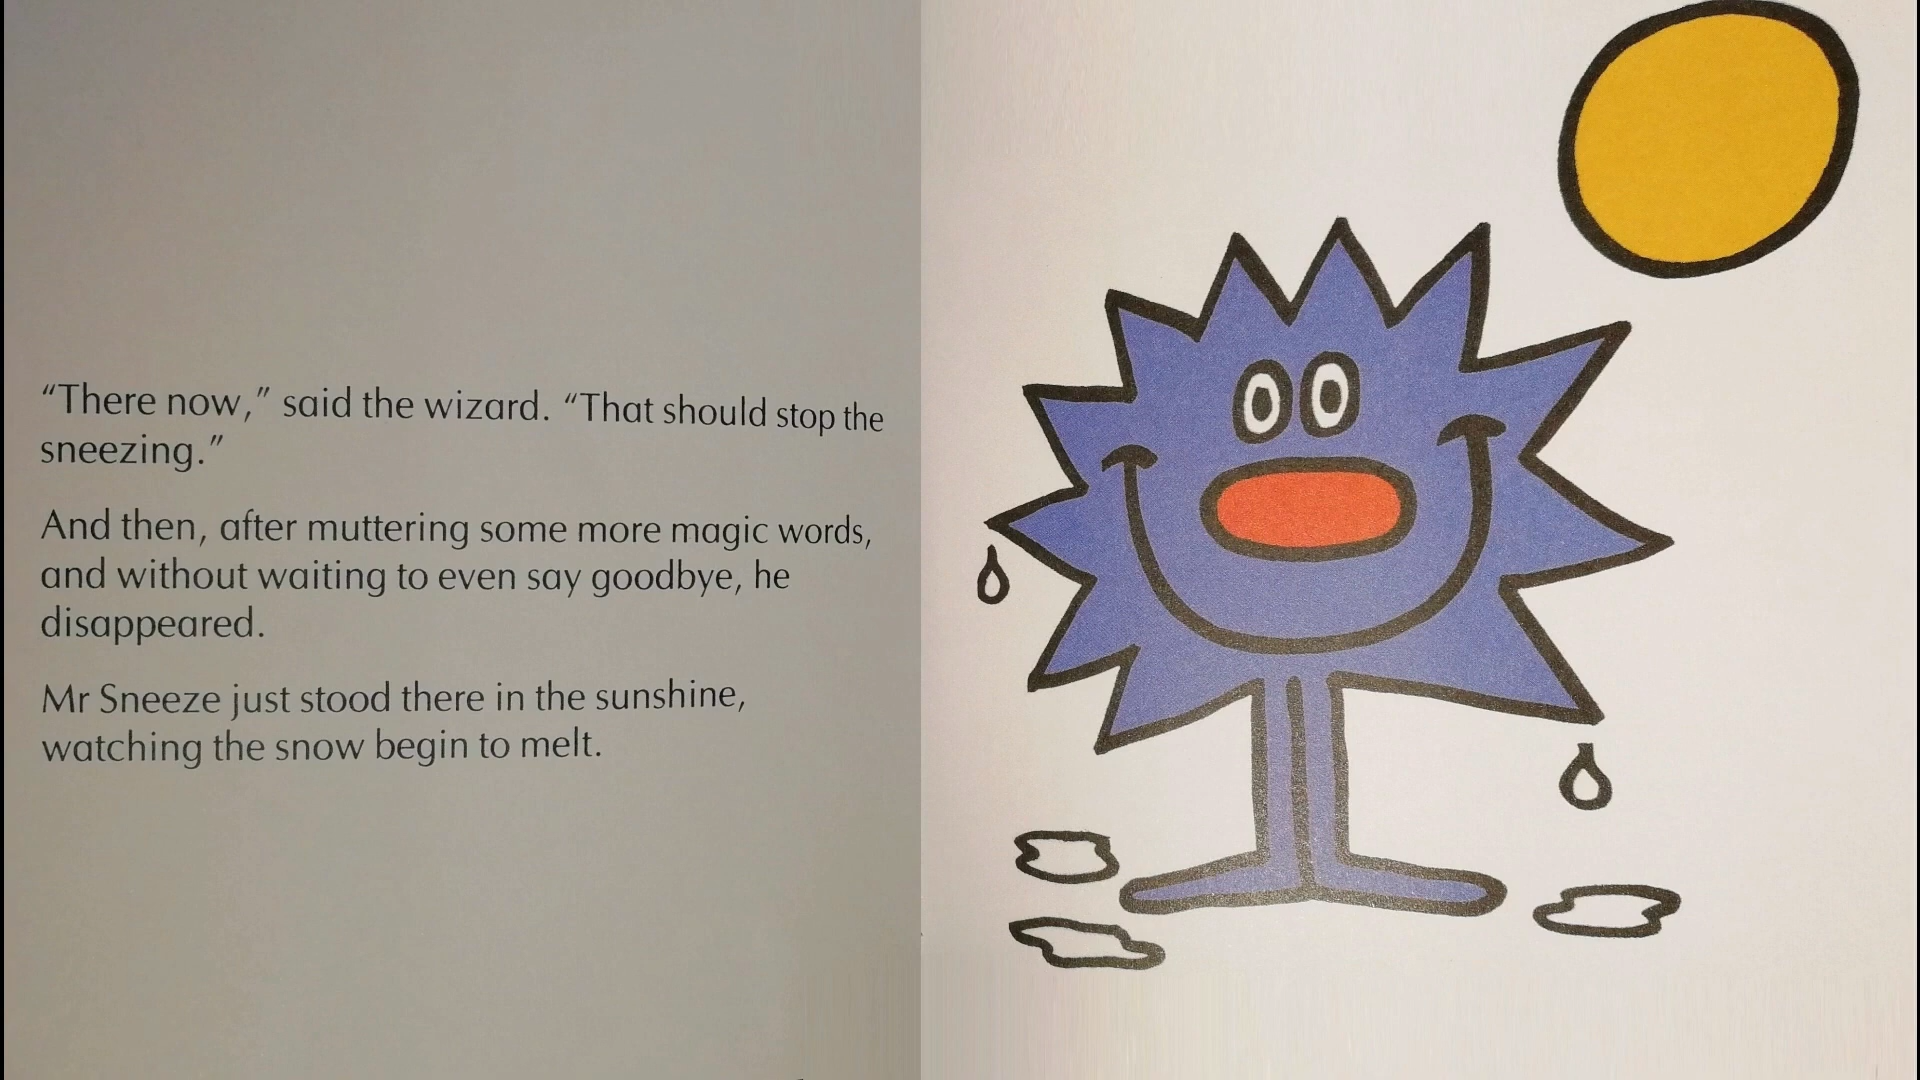 “There now,” said the wizard. “That should stop the
sneezing.”
And then, after muttering some more magic words,
and without waiting to even say goodbye, he
disappeared.
Mr Sneeze just stood there in the sunshine,
watching the snow begin to melt.